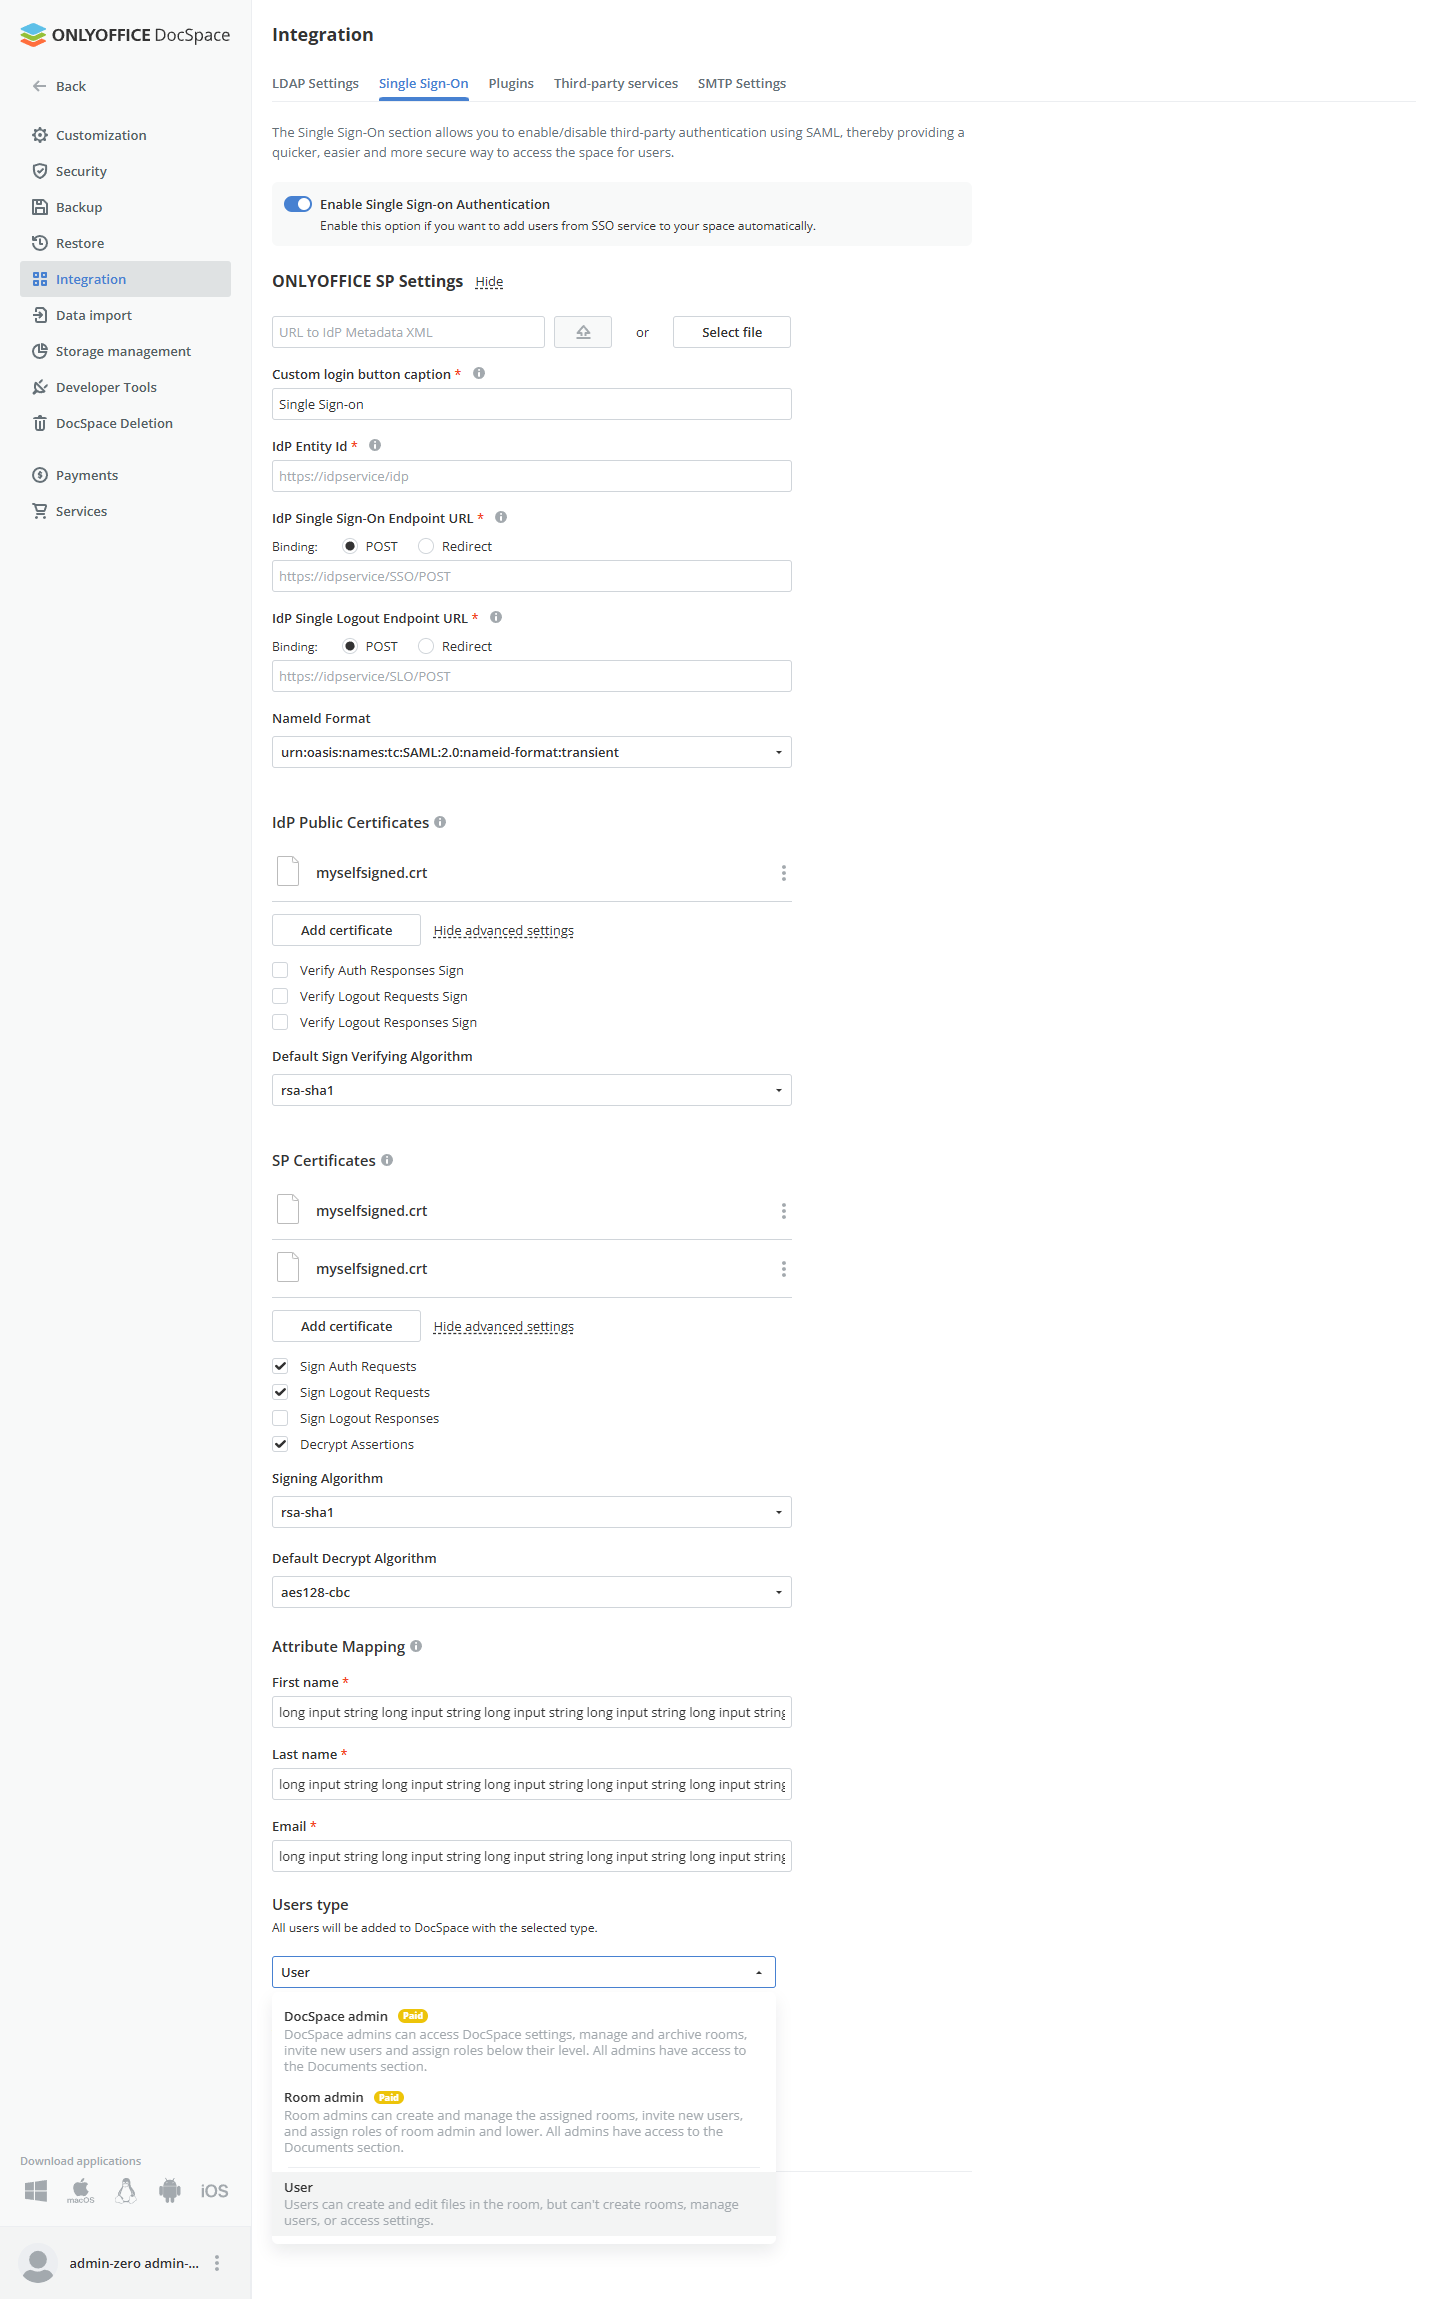 ONLYOFFICE DocSpace
Back
Customization
Security
Backup
Restore
Integration
Data import
Storage management
Developer Tools
DocSpace Deletion
Payments
Services
Download applications
macOS
iOS
admin-zero admin-...
Integration
LDAP Settings Single Sign-On Plugins Third-party services SMTP Settings
The Single Sign-On section allows you to enable/disable third-party authentication using SAML, thereby providing a
quicker, easier and more secure way to access the space for users.
Enable Single Sign-on Authentication
Enable this option if you want to add users from SSO service to your space automatically.
ONLYOFFICE SP Settings Hide
URL to IdP Metadata XML or Select file
Custom login button caption *
Single Sign-on
IdP Entity Id *
https://idpservice/idp
IdP Single Sign-On Endpoint URL *
Binding: POST Redirect
https://idpservice/SSO/POST
IdP Single Logout Endpoint URL *
Binding: POST Redirect
https://idpservice/SLO/POST
NameId Format
urn:oasis:names:tc:SAML:2.0:nameid-format:transient
IdP Public Certificates
myselfsigned.crt
Add certificate Hide advanced settings
Verify Auth Responses Sign
Verify Logout Requests Sign
Verify Logout Responses Sign
Default Sign Verifying Algorithm
rsa-sha1
SP Certificates
myselfsigned.crt
myselfsigned.crt
Add certificate Hide advanced settings
Sign Auth Requests
Sign Logout Requests
Sign Logout Responses
Decrypt Assertions
Signing Algorithm
rsa-sha1
Default Decrypt Algorithm
aes128-cbc
Attribute Mapping
First name *
long input string long input string long input string long input string long input string
Last name *
long input string long input string long input string long input string long input string
Email *
long input string long input string long input string long input string long input string
Users type
All users will be added to DocSpace with the selected type.
User
DocSpace admin Paid
DocSpace admins can access DocSpace settings, manage and archive rooms,
invite new users and assign roles below their level. All admins have access to
the Documents section.
Room admin Paid
Room admins can create and manage the assigned rooms, invite new users,
and assign roles of room admin and lower. All admins have access to the
Documents section.
User
Users can create and edit files in the room, but can't create rooms, manage
users, or access settings.